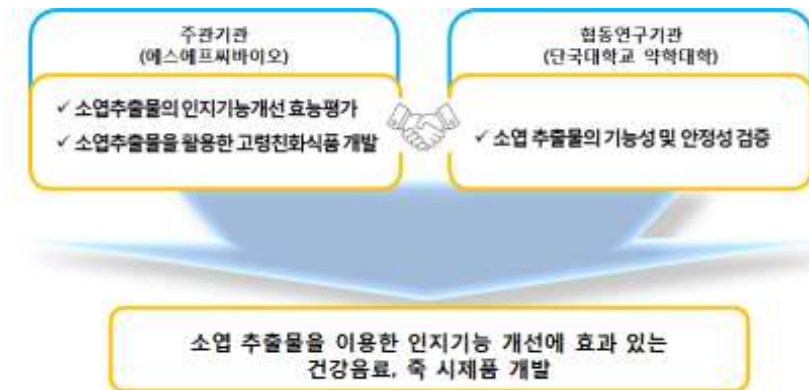 주관기관
(에스에프씨바이오)
✓ 소엽추출물의 인지기능개선 효능평가
✓ 소엽추출물을 활용한 고령친화식품 개발
협동연구기관
(단국대학교 약학대학)
✓ 소엽 추출물의 기능성 및 안정성 검증
소엽 추출물을 이용한 인지기능 개선에 효과 있는
건강음료, 죽 시제품 개발